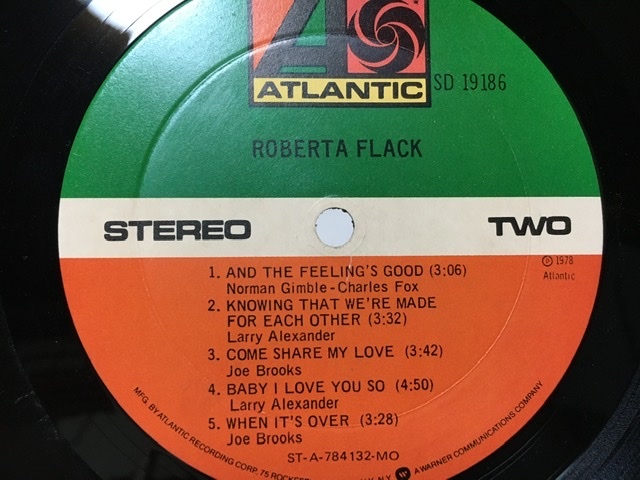 ATLANTIC
SD 19186
ROBERTA FLACK
STEREO
TWO
℗ 1978
Atlantic
1. AND THE FEELING'S GOOD (3:06)
Norman Gimble-Charles Fox
2. KNOWING THAT WE'RE MADE
FOR EACH OTHER (3:32)
Larry Alexander
3. COME SHARE MY LOVE (3:42)
Joe Brooks
4. BABY I LOVE YOU SO (4:50)
Larry Alexander
5. WHEN IT'S OVER (3:28)
Joe Brooks
ST-A-784132-MO
MFG. BY ATLANTIC RECORDING CORP. 75 N.Y. A WARNER COMMUNICATIONS COMPANY